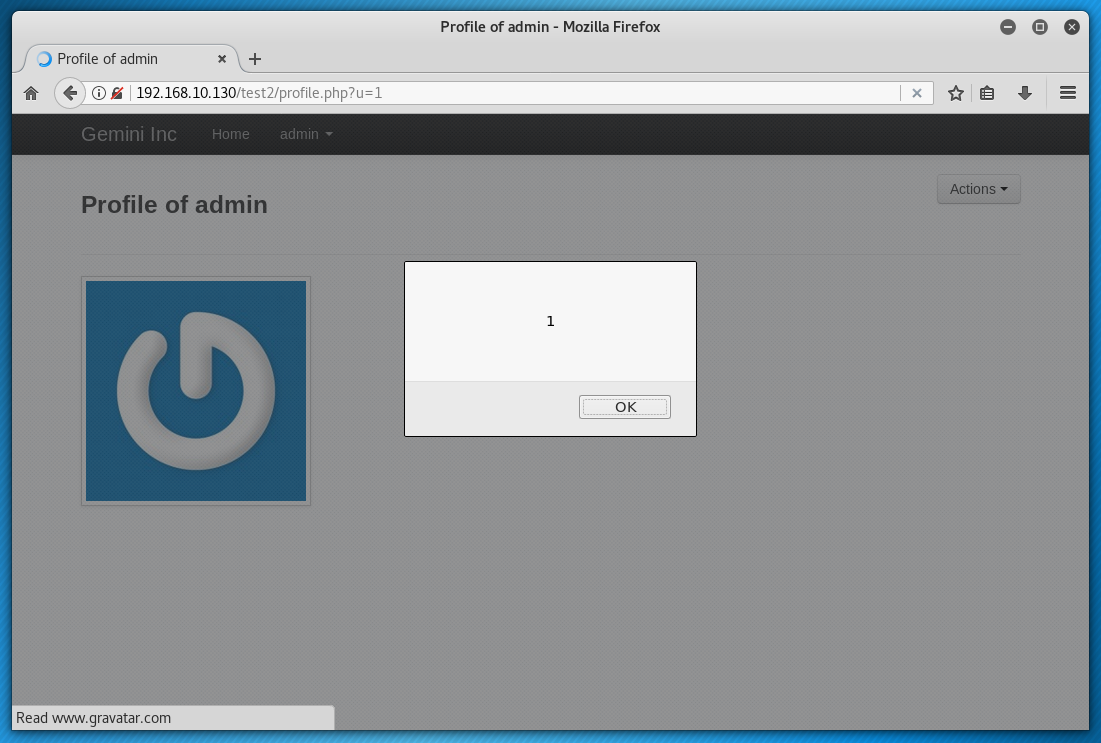 Profile of admin - Mozilla Firefox
Profile of admin
192.168.10.130/test2/profile.php?u=1
Gemini Inc Home admin
Actions
Profile of admin
1
OK
Read www.gravatar.com